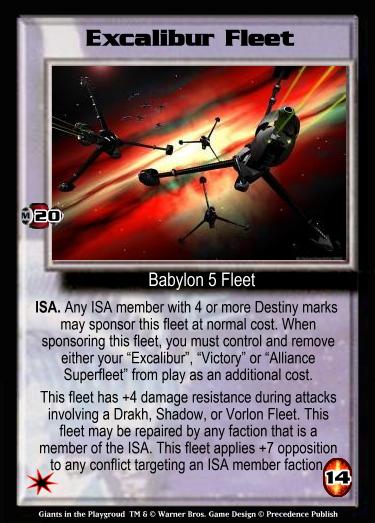 Excalibur Fleet
M 20
Babylon 5 Fleet
ISA. Any ISA member with 4 or more Destiny marks
may sponsor this fleet at normal cost. When
sponsoring this fleet, you must control and remove
either your “Excalibur”, “Victory” or “Alliance
Superfleet” from play as an additional cost.
This fleet has +4 damage resistance during attacks
involving a Drakh, Shadow, or Vorlon Fleet. This
fleet may be repaired by any faction that is a
member of the ISA. This fleet applies +7 opposition
to any conflict targeting an ISA member faction.
14
Giants in the Playgroud TM & © Warner Bros. Game Design © Precedence Publish